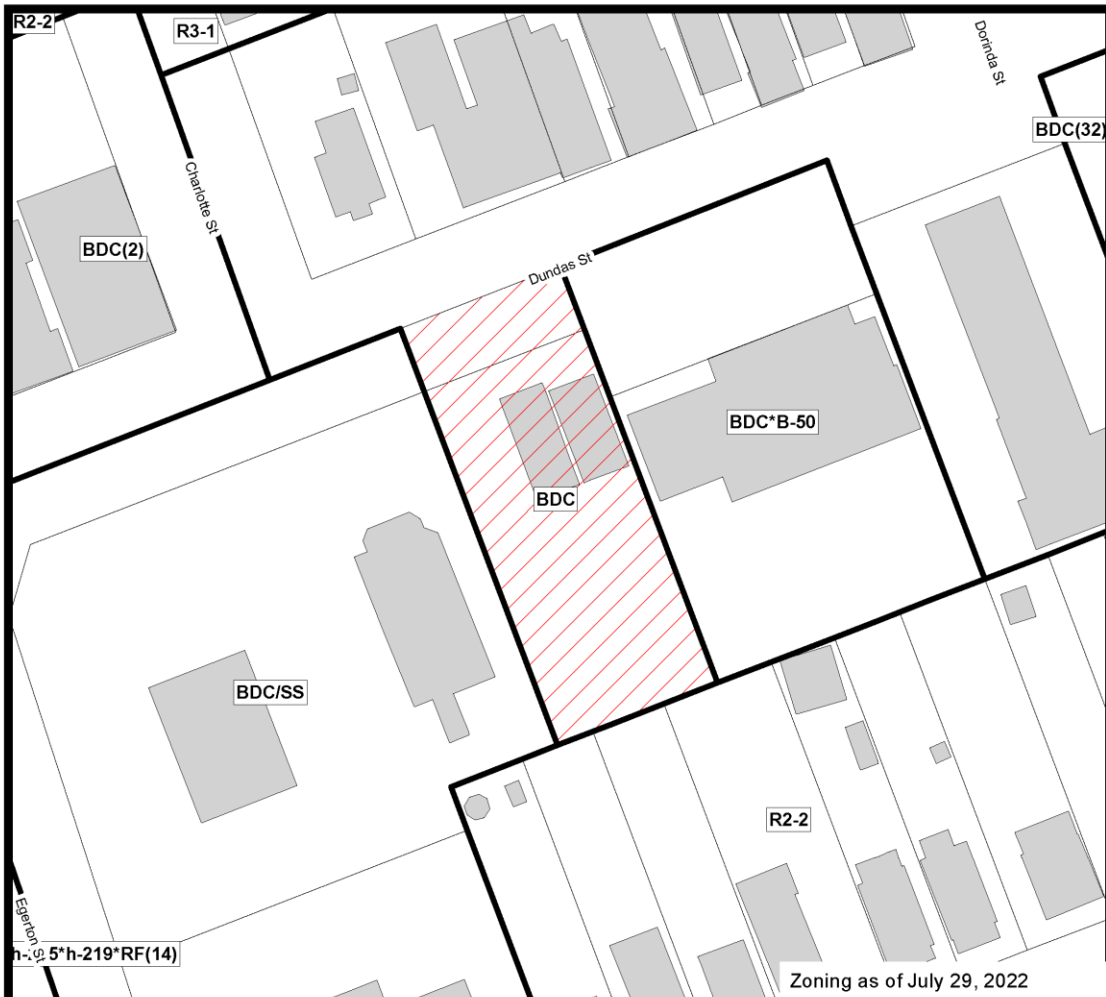 R2-2
R3-1
Dorinda St
BDC(32)
Charlotte St
BDC(2)
Dundas St
BDC*B-50
BDC
BDC/SS
R2-2
Egerton St
5*h-219*RF(14)
Zoning as of July 29, 2022